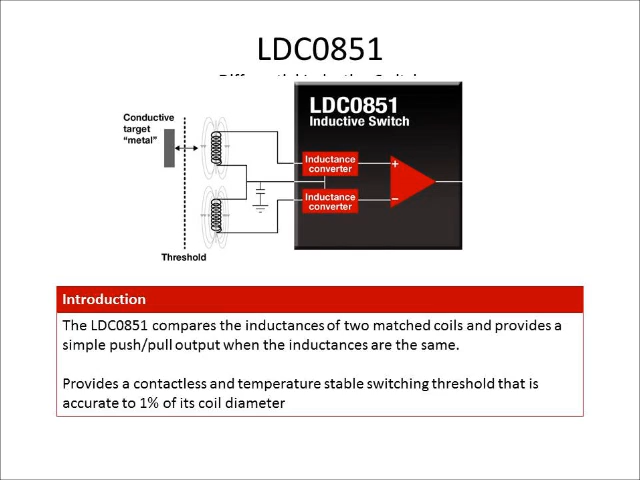 LDC0851
LDC0851
Inductive Switch
Conductive
target
"metal"
Inductance
converter
+
Inductance
converter
−
Threshold
Introduction
The LDC0851 compares the inductances of two matched coils and provides a
simple push/pull output when the inductances are the same.
Provides a contactless and temperature stable switching threshold that is
accurate to 1% of its coil diameter